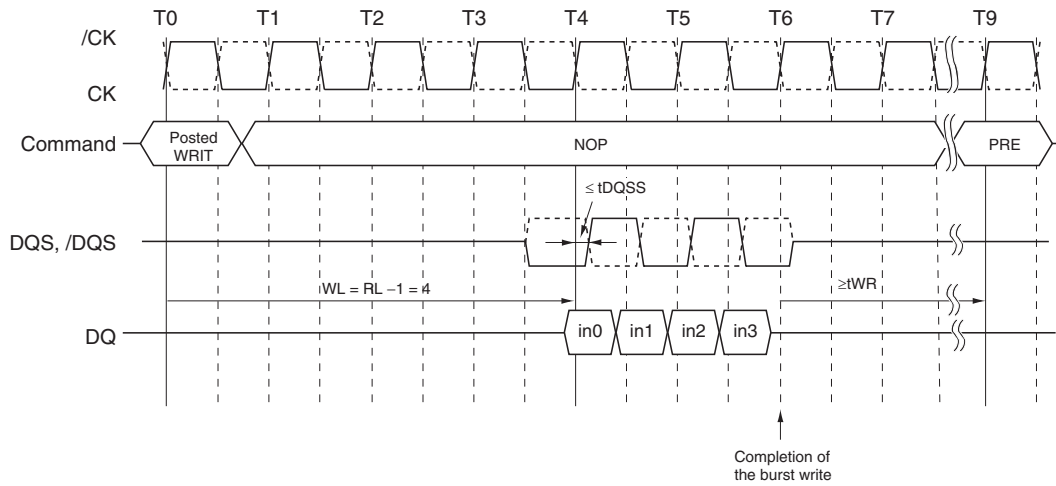 T0 T1 T2 T3 T4 T5 T6 T7 T9
/CK
CK
Command
Posted
WRIT
NOP
PRE
≤ tDQSS
DQS, /DQS
WL = RL −1 = 4
≥tWR
DQ
in0 in1 in2 in3
Completion of
the burst write